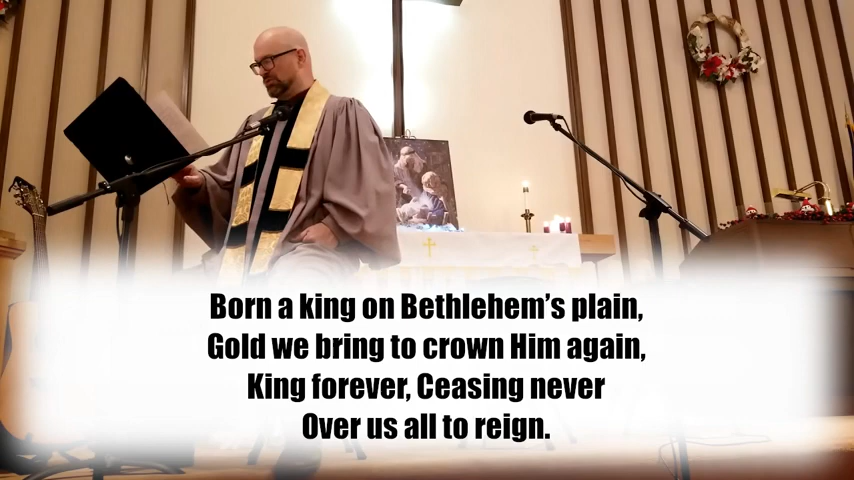 Born a king on Bethlehem’s plain,
Gold we bring to crown Him again,
King forever, Ceasing never
Over us all to reign.